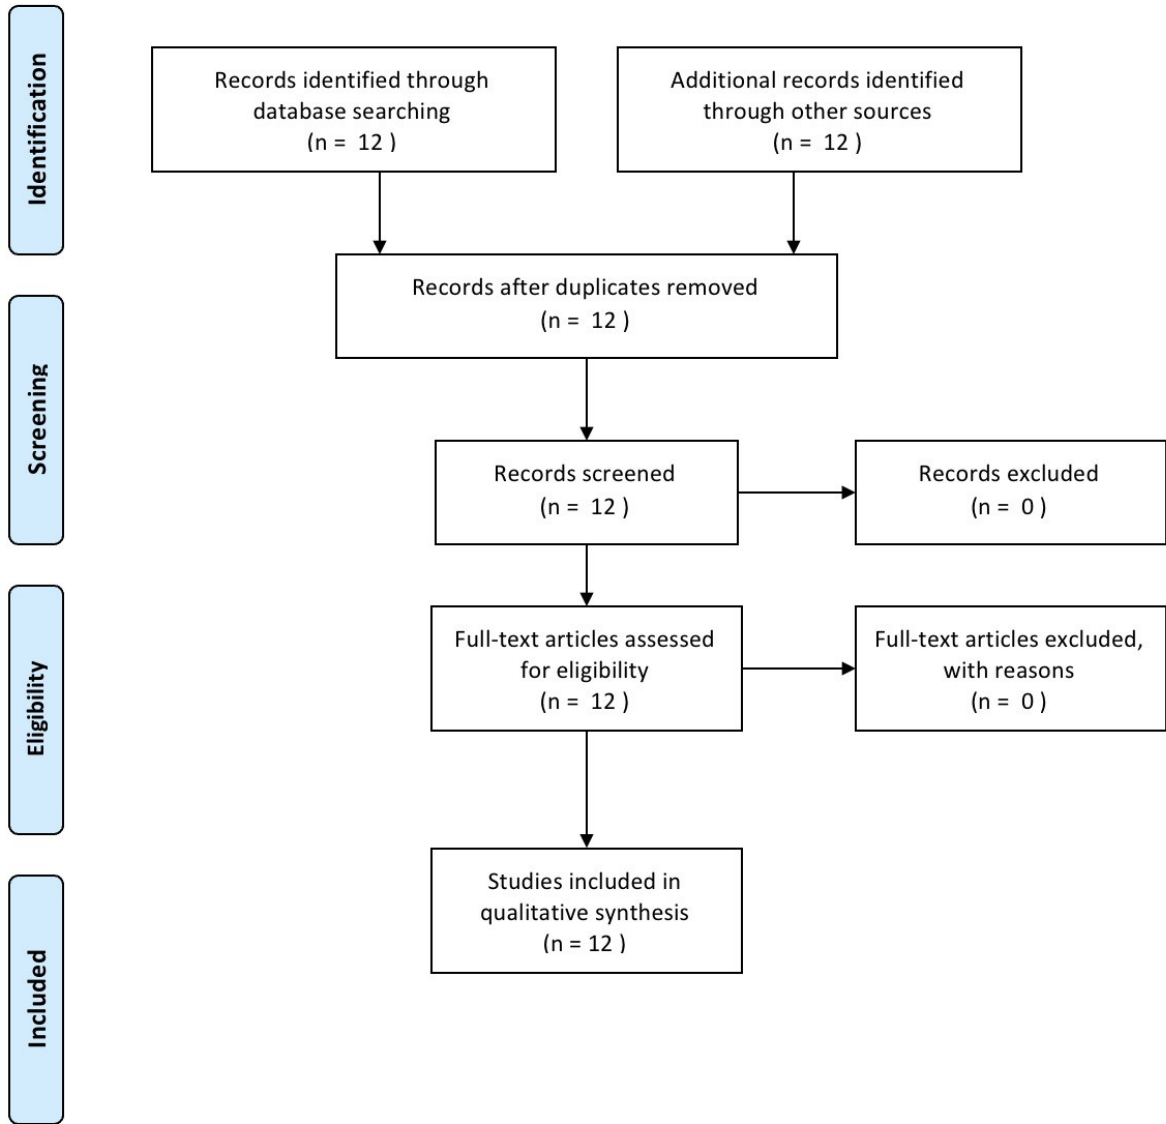 Identification
Records identified through
database searching
(n =  12 )
Additional records identified
through other sources
(n =  12 )
Records after duplicates removed
(n =  12 )
Screening
Records screened
(n =  12 )
Records excluded
(n =  0 )
Eligibility
Full-text articles assessed
for eligibility
(n =  12 )
Full-text articles excluded,
with reasons
(n =  0 )
Included
Studies included in
qualitative synthesis
(n = 12 )